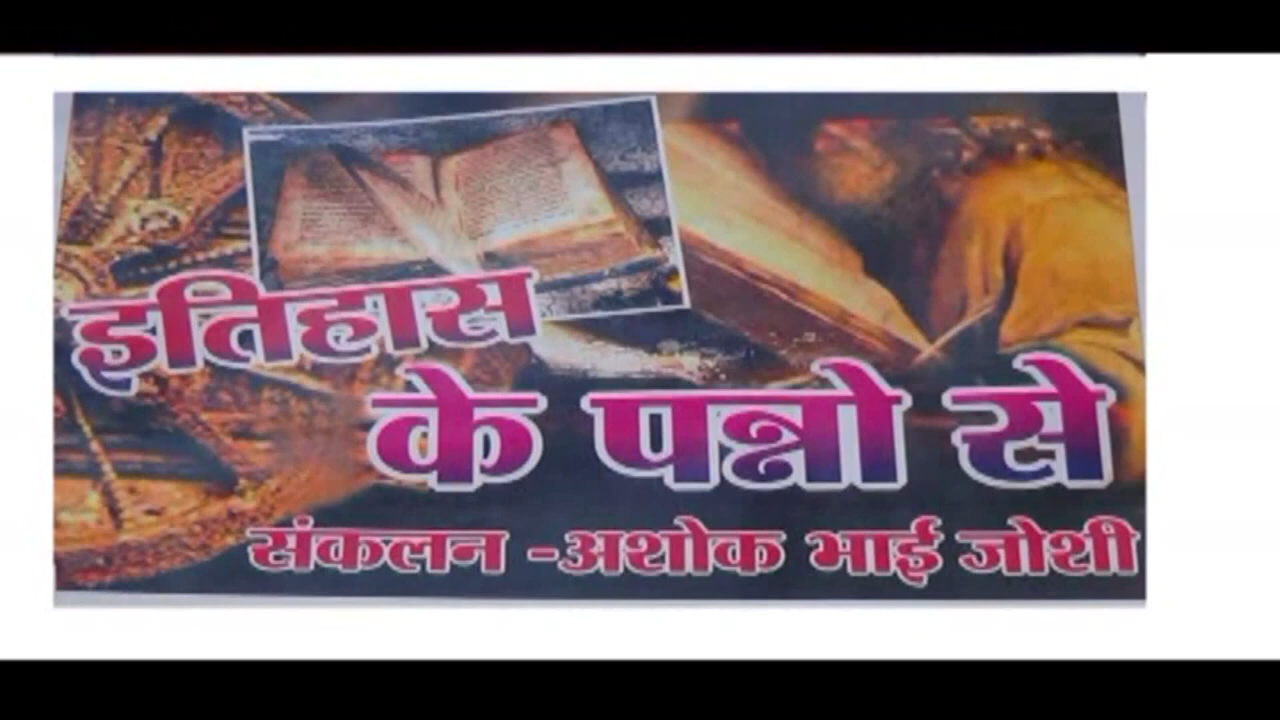 इतिहास
के पन्नो से
संकलन -अशोक भाई जोशी